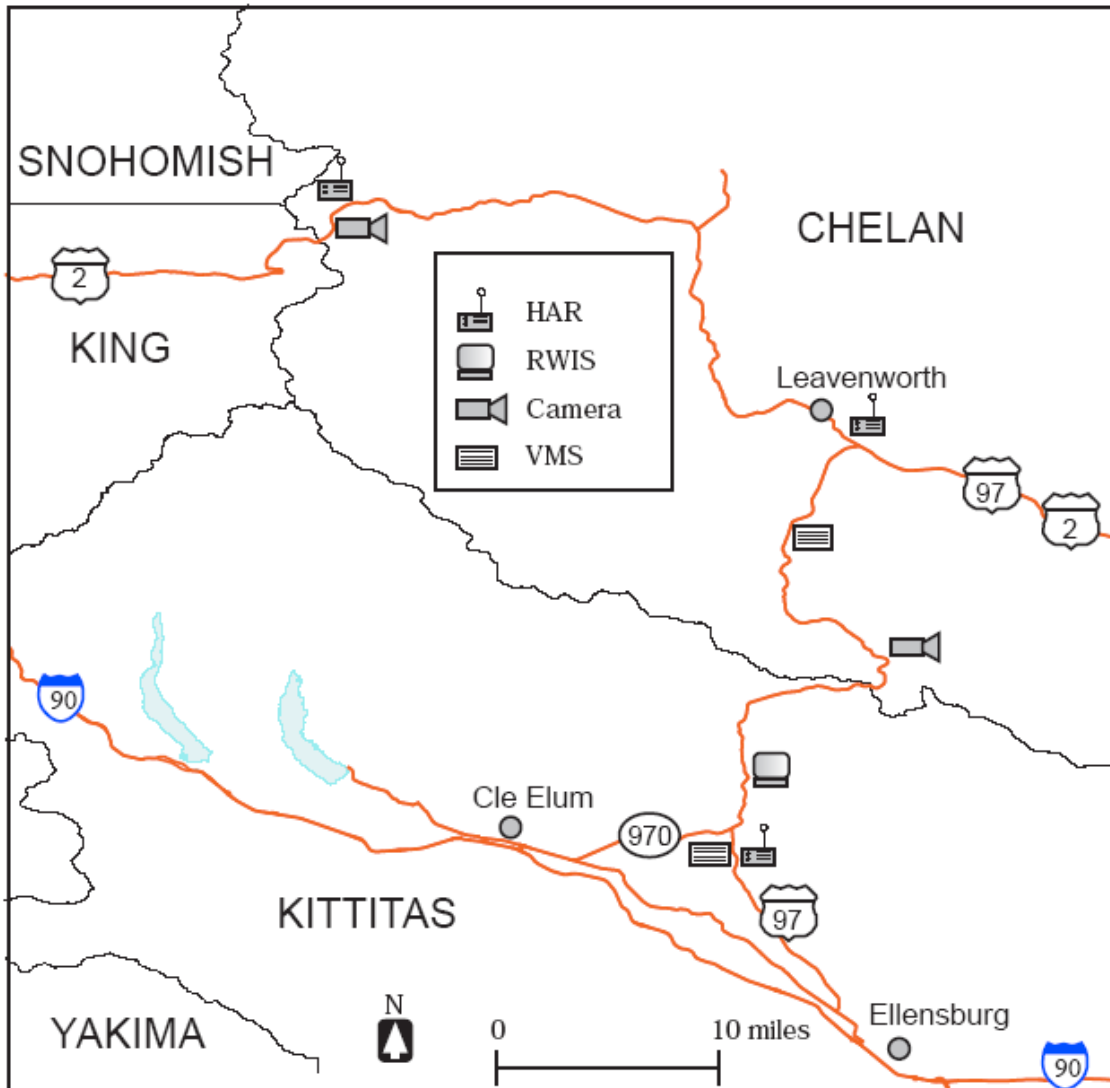 SNOHOMISH
CHELAN
2
KING
HAR
RWIS
Camera
VMS
Leavenworth
97
2
90
Cle Elum
970
KITTITAS
97
YAKIMA
N
0
10 miles
Ellensburg
90